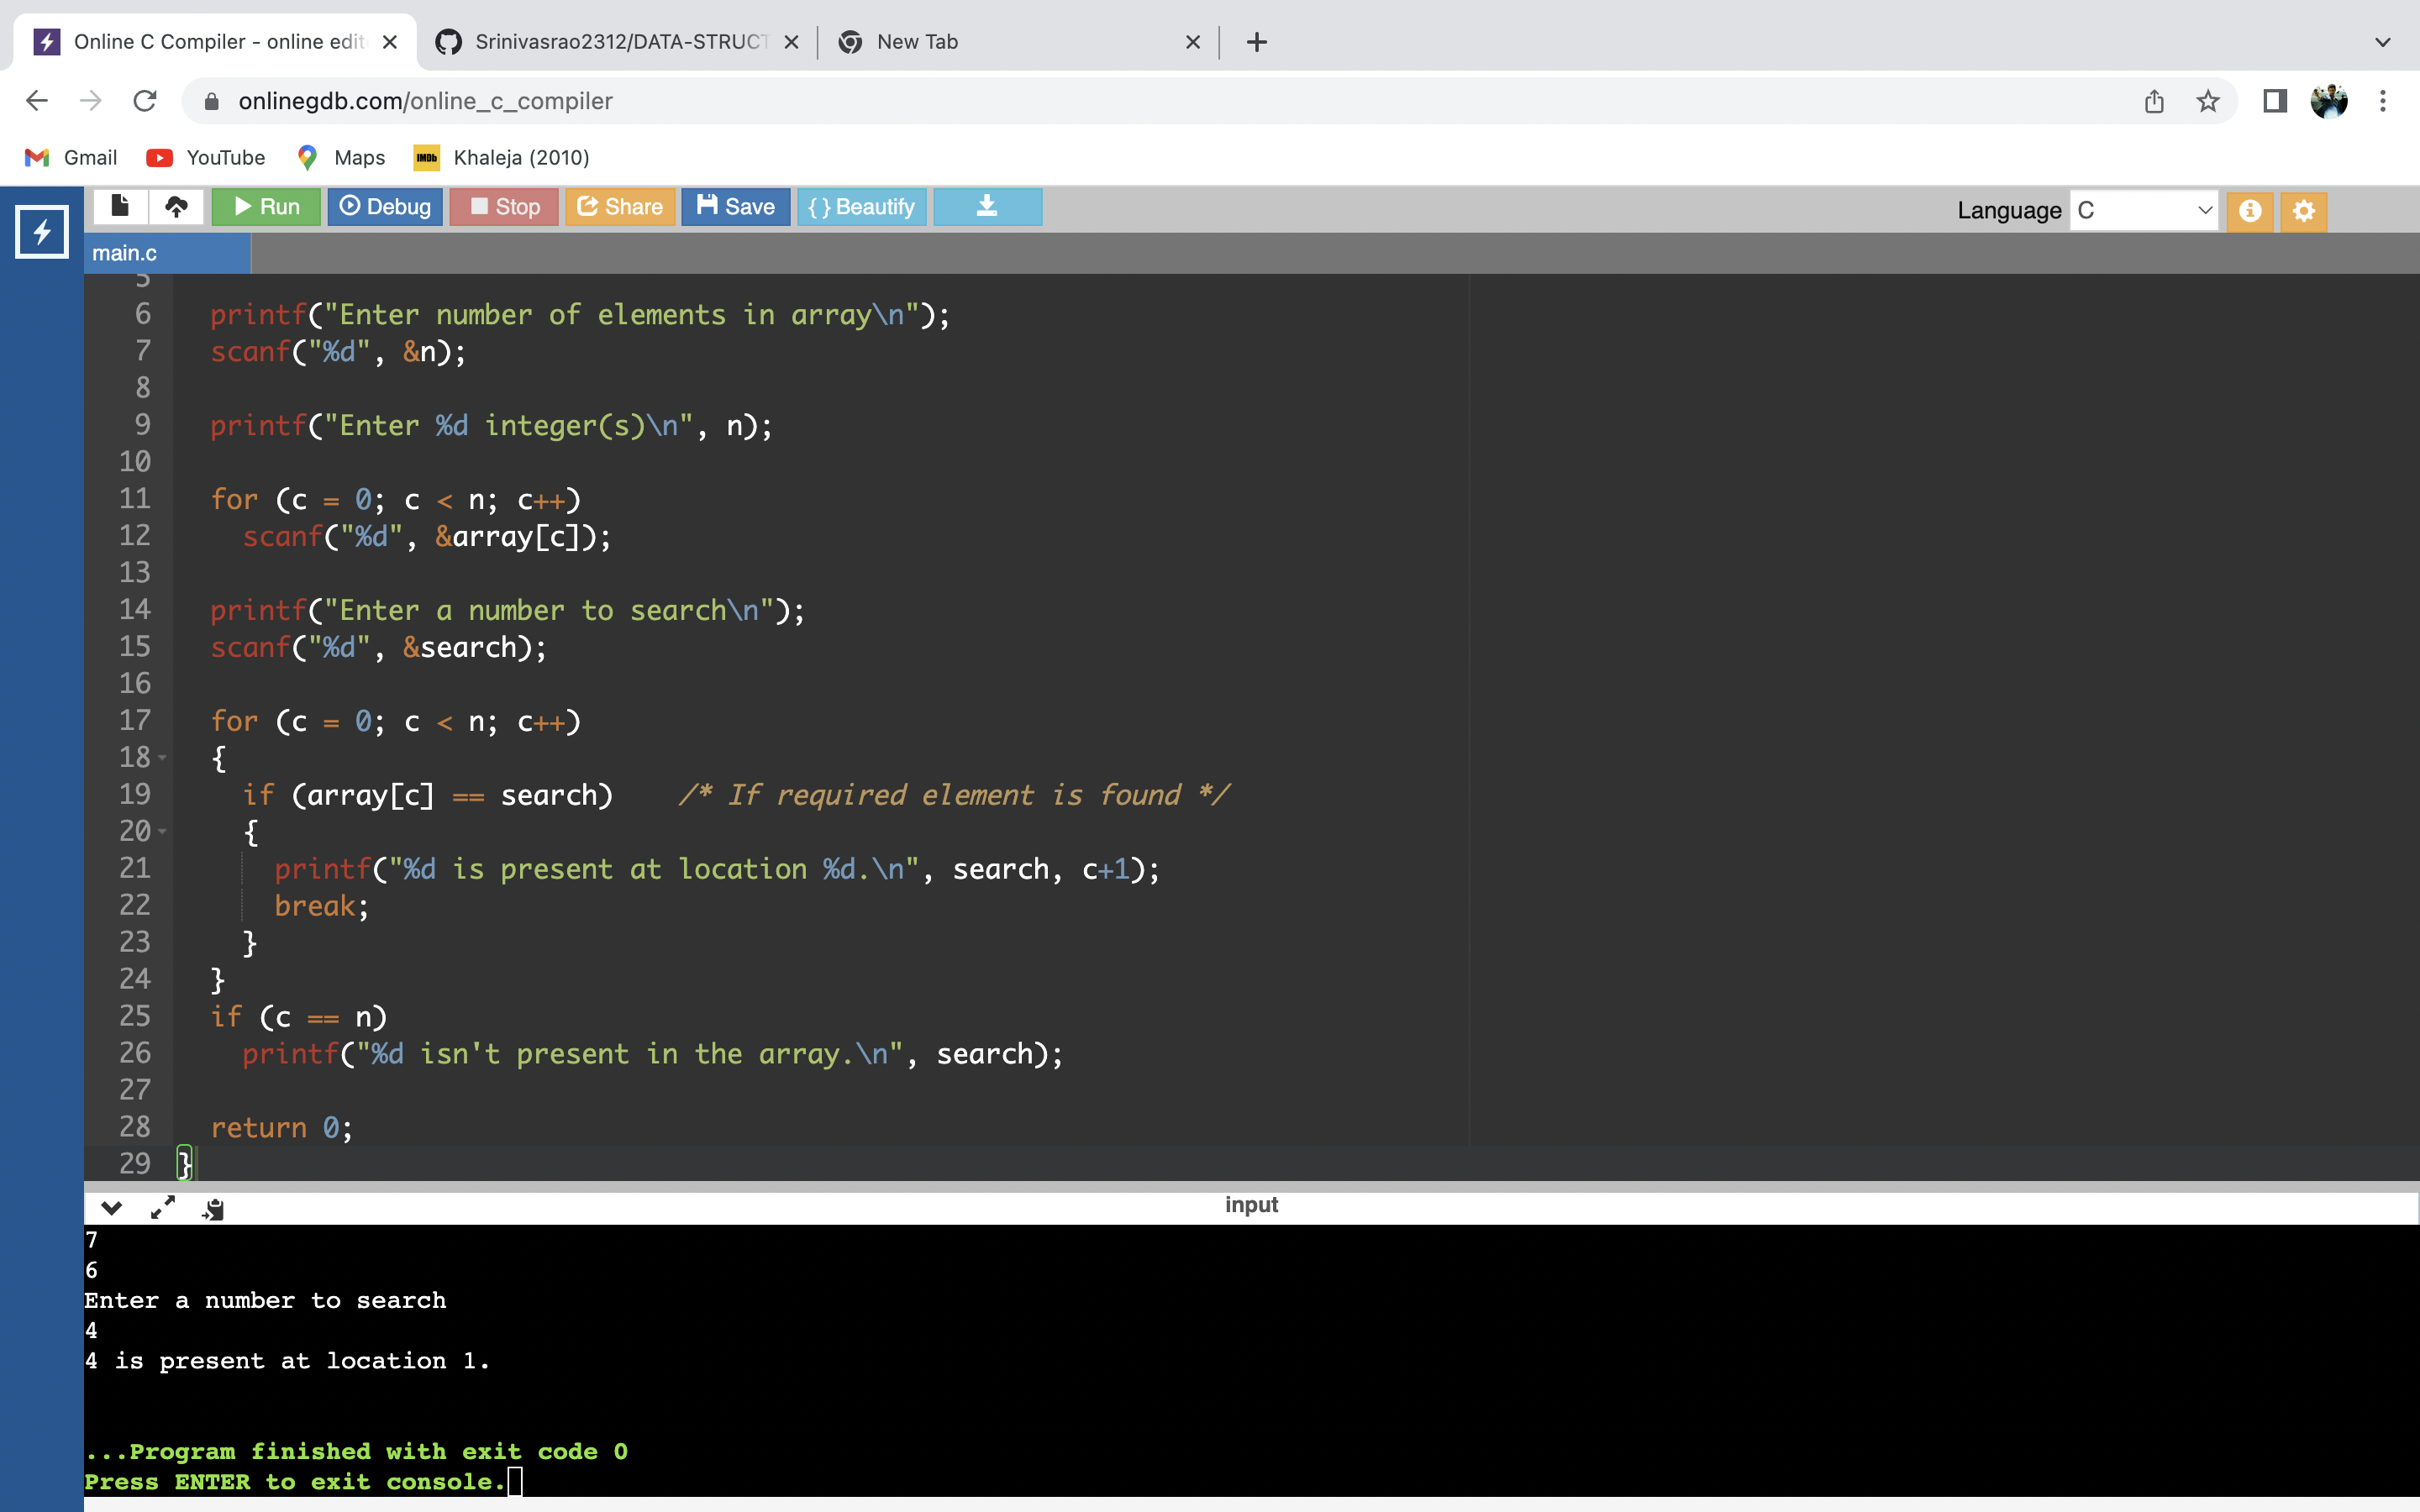 Online C Compiler - online edit
Srinivasrao2312/DATA-STRUCT
New Tab
onlinegdb.com/online_c_compiler
Gmail
YouTube
IMDb
Maps
Khaleja (2010)
Run
Debug
Stop
Share
Save
{ } Beautify
Language C
main.c
5
6 printf("Enter number of elements in array\n");
7 scanf("%d", &n);
8
9 printf("Enter %d integer(s)\n", n);
10
11 for (c = 0; c < n; c++)
12 scanf("%d", &array[c]);
13
14 printf("Enter a number to search\n");
15 scanf("%d", &search);
16
17 for (c = 0; c < n; c++)
18 {
19 if (array[c] == search) /* If required element is found */
20 {
21 printf("%d is present at location %d.\n", search, c+1);
22 break;
23 }
24 }
25 if (c == n)
26 printf("%d isn't present in the array.\n", search);
27
28 return 0;
29 }
input
7
6
Enter a number to search
4
4 is present at location 1.
...Program finished with exit code 0
Press ENTER to exit console.